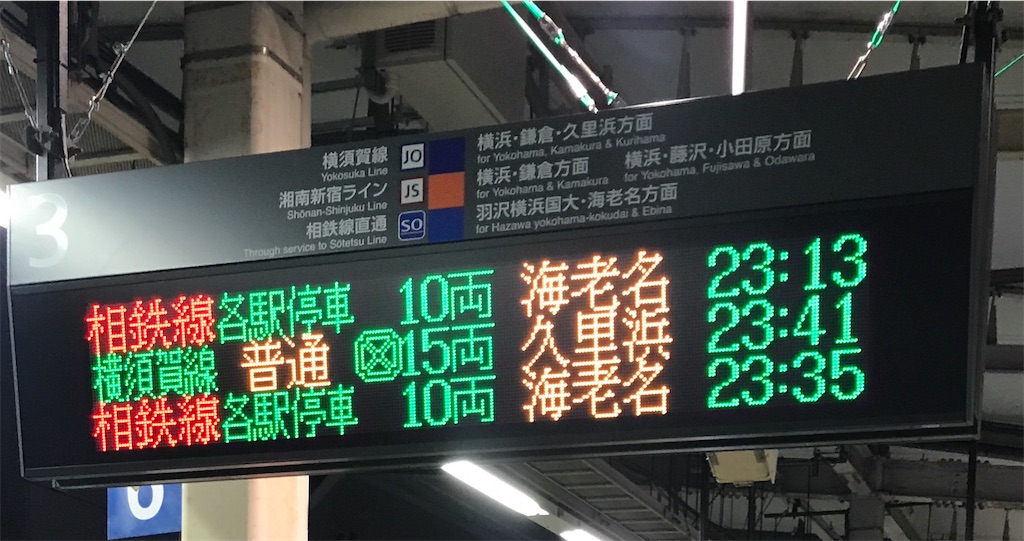 3
横須賀線 JO 横浜・鎌倉・久里浜方面
Yokosuka Line for Yokohama, Kamakura & Kurihama
湘南新宿ライン JS 横浜・鎌倉方面 横浜・藤沢・小田原方面
Shōnan-Shinjuku Line for Yokohama & Kamakura for Yokohama, Fujisawa & Odawara
相鉄線直通 SO 羽沢横浜国大・海老名方面
Through service to Sōtetsu Line for Hazawa yokohama-kokudai & Ebina
相鉄線 各駅停車 10両 海老名 23:13
横須賀線 普通 15両 久里浜 23:41
相鉄線 各駅停車 10両 海老名 23:35
6